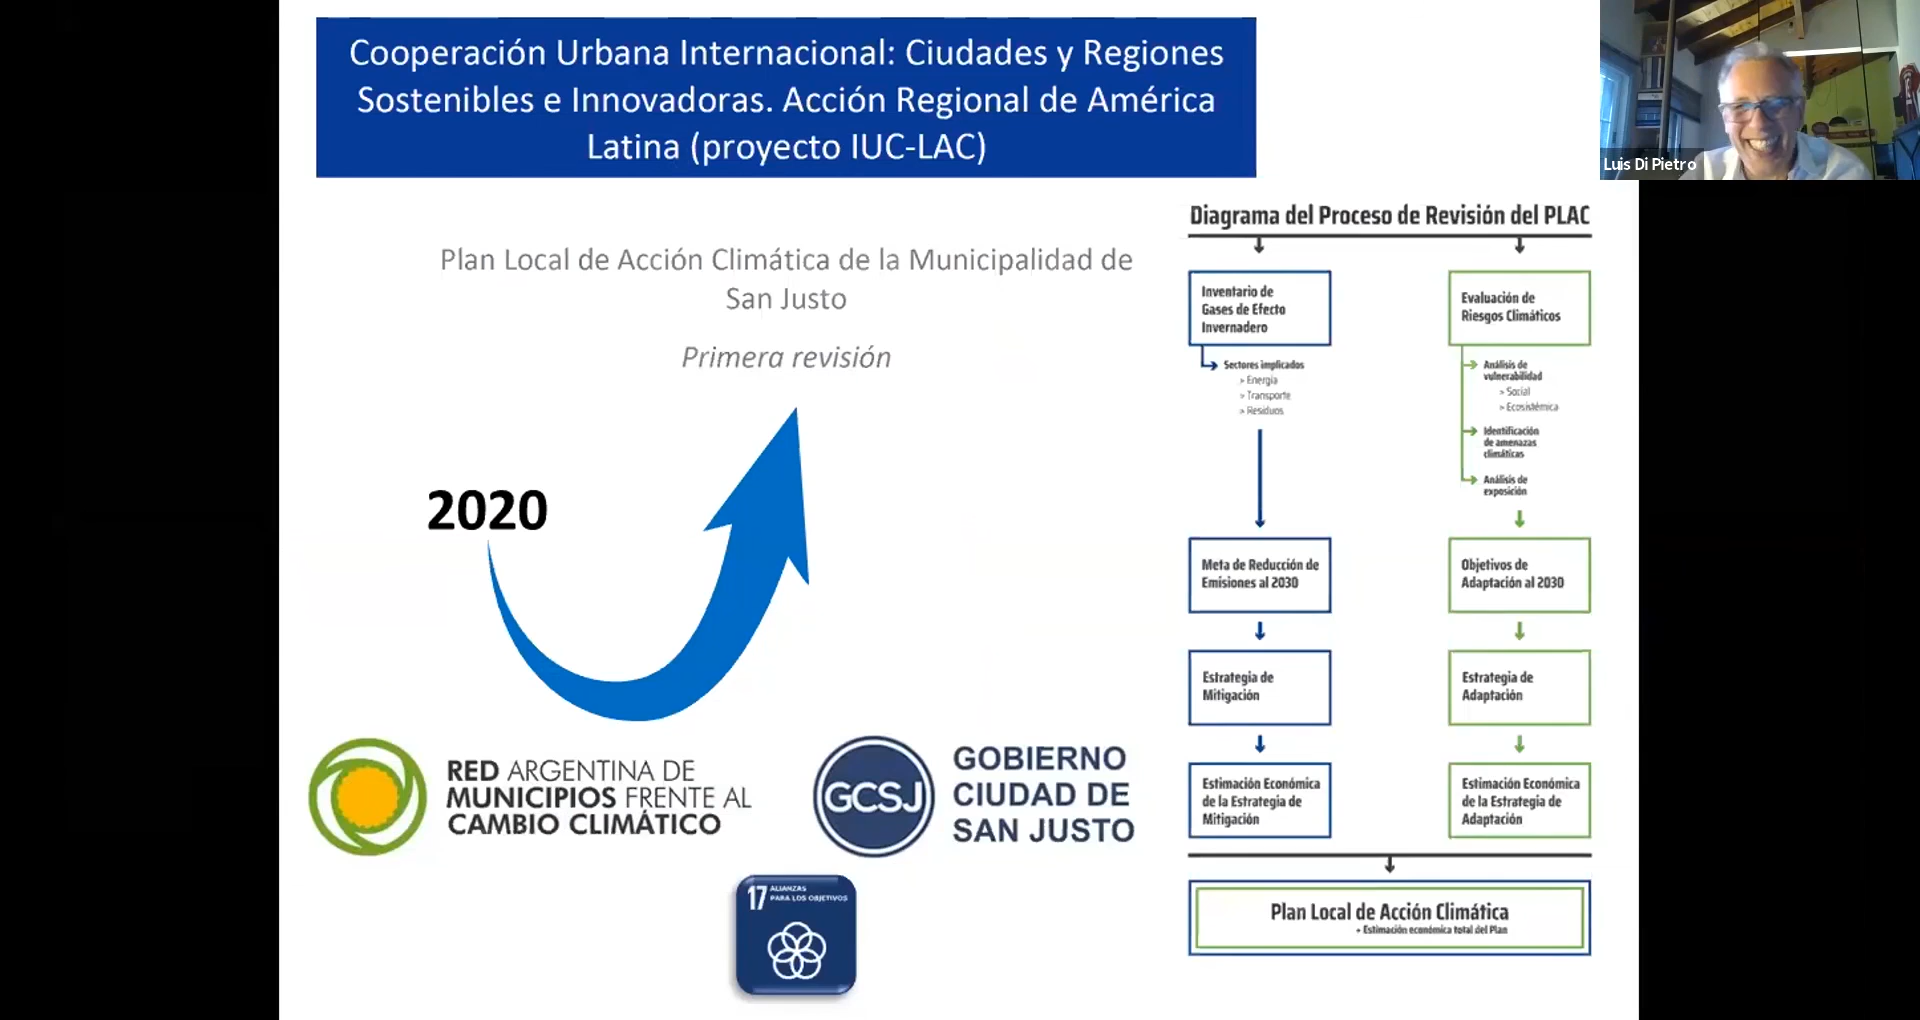 Cooperación Urbana Internacional: Ciudades y Regiones
Sostenibles e Innovadoras. Acción Regional de América
Latina (proyecto IUC-LAC)
Luis Di Pietro
Plan Local de Acción Climática de la Municipalidad de
San Justo
Primera revisión
2020
RED ARGENTINA DE
MUNICIPIOS FRENTE AL
CAMBIO CLIMÁTICO
GCSJ
GOBIERNO
CIUDAD DE
SAN JUSTO
17 ALIANZAS
PARA LOS OBJETIVOS
Diagrama del Proceso de Revisión del PLAC
Inventario de
Gases de Efecto
Invernadero
Sectores implicados
> Energía
> Transporte
> Residuos
Meta de Reducción de
Emisiones al 2030
Estrategia de
Mitigación
Estimación Económica
de la Estrategia de
Mitigación
Evaluación de
Riesgos Climáticos
Análisis de
vulnerabilidad
> Social
> Ecosistémica
Identificación
de amenazas
climáticas
Análisis de
exposición
Objetivos de
Adaptación al 2030
Estrategia de
Adaptación
Estimación Económica
de la Estrategia de
Adaptación
Plan Local de Acción Climática
+ Estimación económica total del Plan